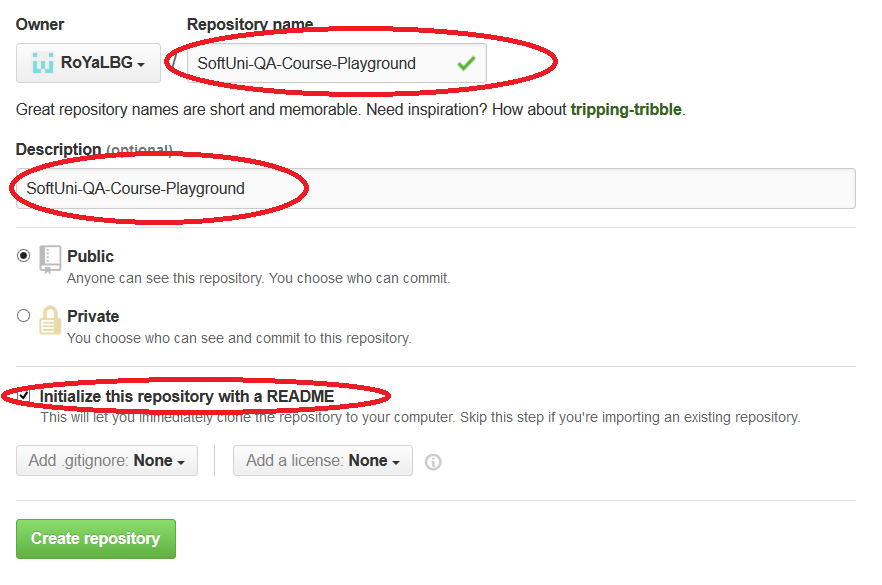 Owner
Repository name
RoYaLBG / SoftUni-QA-Course-Playground
Great repository names are short and memorable. Need inspiration? How about tripping-tribble.
Description (optional)
SoftUni-QA-Course-Playground
Public
Anyone can see this repository. You choose who can commit.
Private
You choose who can see and commit to this repository.
Initialize this repository with a README
This will let you immediately clone the repository to your computer. Skip this step if you're importing an existing repository.
Add .gitignore: None
Add a license: None
Create repository